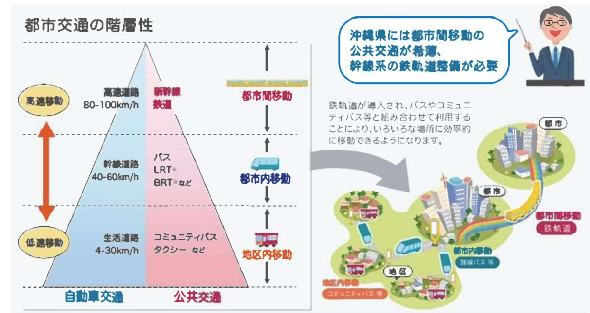 都市交通の階層性
沖縄県には都市間移動の
公共交通が希薄、
幹線系の鉄軌道整備が必要
高速移動
低速移動
高速道路
80-100km/h
新幹線
鉄道
都市間移動
幹線道路
40-60km/h
バス
LRT※
BRT※など
都市内移動
生活道路
4-30km/h
コミュニティバス
タクシー など
地区内移動
自動車交通
公共交通
鉄軌道が導入され、バスやコミュニ
ティバス等と組み合わせて利用する
ことにより、いろいろな場所に効率的
に移動できるようになります。
都市
都市
都市間移動
鉄軌道
都市内移動
路線バス 等
地区
地区内移動
コミュニティバス 等